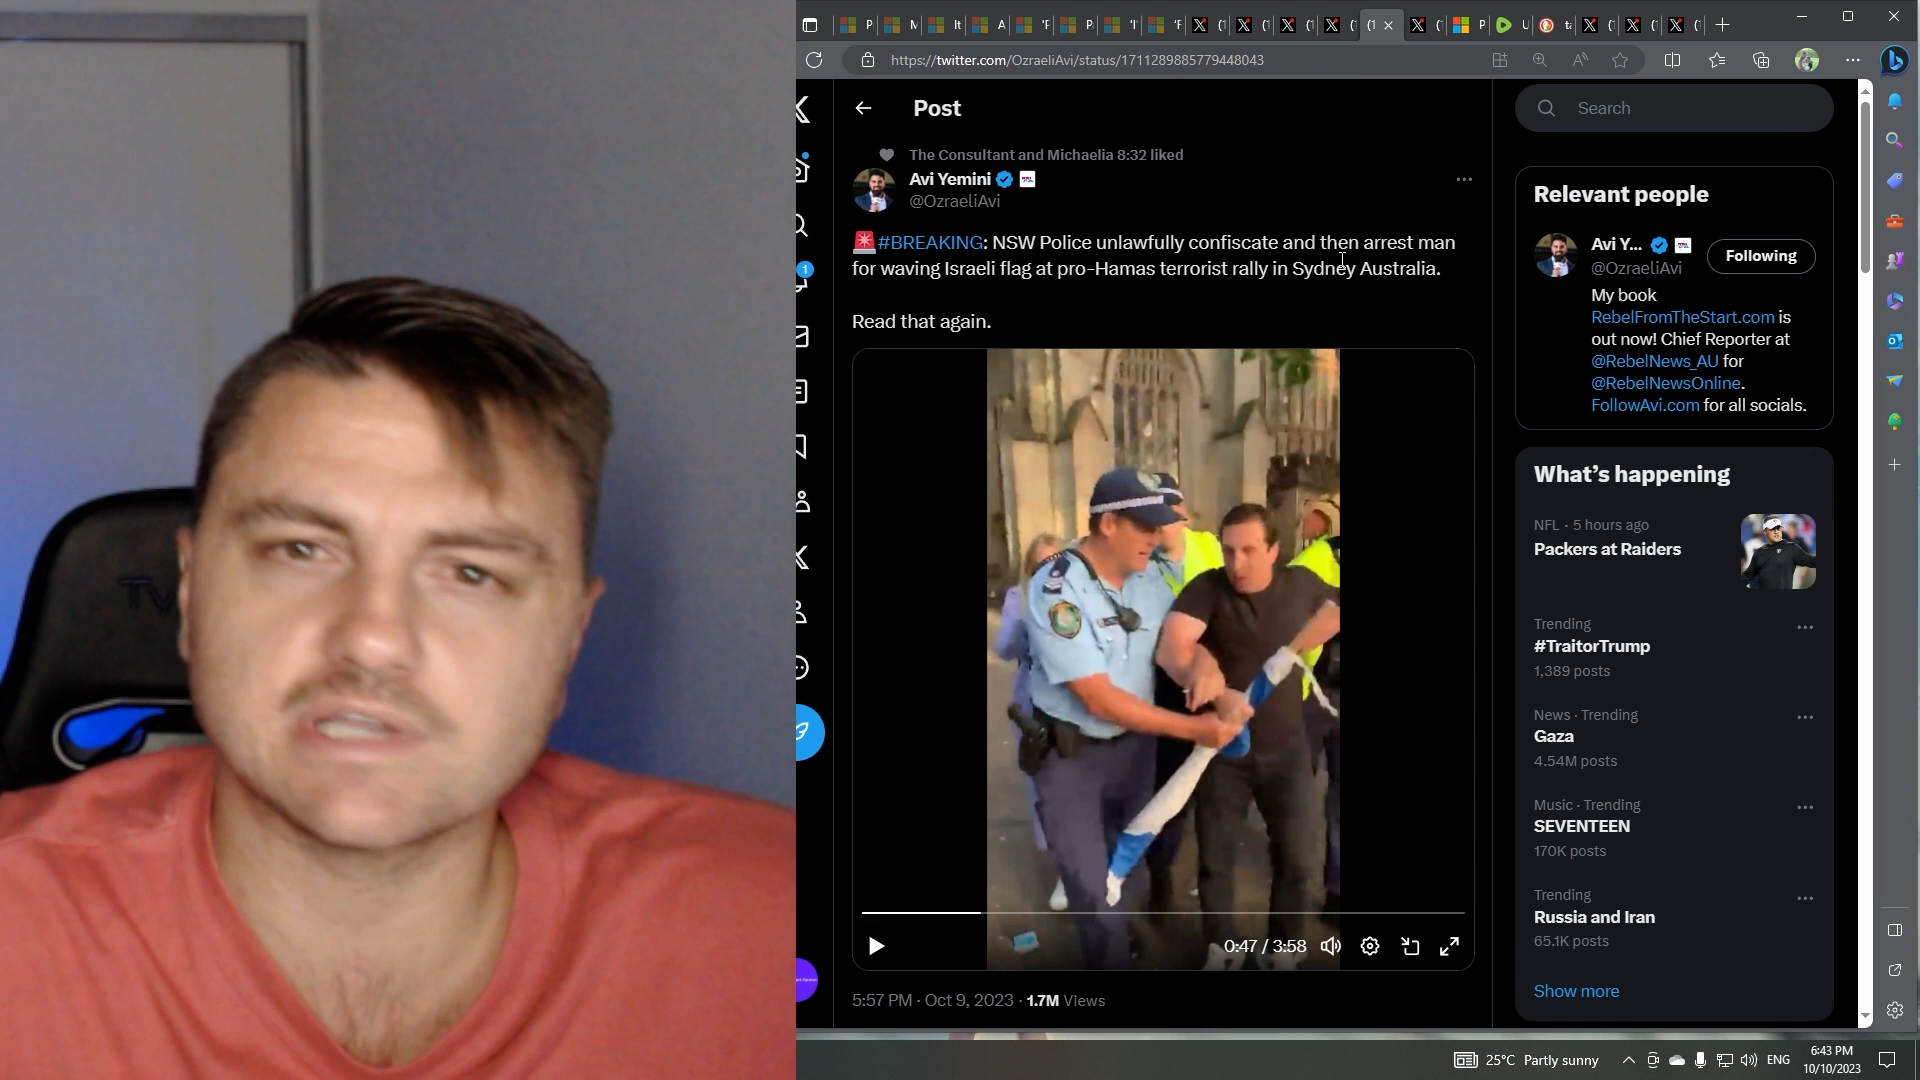 https://twitter.com/OzraeliAvi/status/1711289885779448043
Post
Search
The Consultant and Michaelia 8:32 liked
Avi Yemini
@OzraeliAvi
🚨#BREAKING: NSW Police unlawfully confiscate and then arrest man
for waving Israeli flag at pro-Hamas terrorist rally in Sydney Australia.
Read that again.
0:47 / 3:58
5:57 PM · Oct 9, 2023 · 1.7M Views
Relevant people
Avi Y...
@OzraeliAvi
Following
My book
RebelFromTheStart.com is
out now! Chief Reporter at
@RebelNews_AU for
@RebelNewsOnline.
FollowAvi.com for all socials.
What's happening
NFL · 5 hours ago
Packers at Raiders
Trending
#TraitorTrump
1,389 posts
News · Trending
Gaza
4.54M posts
Music · Trending
SEVENTEEN
170K posts
Trending
Russia and Iran
65.1K posts
Show more
1
25°C Partly sunny
ENG
6:43 PM
10/10/2023